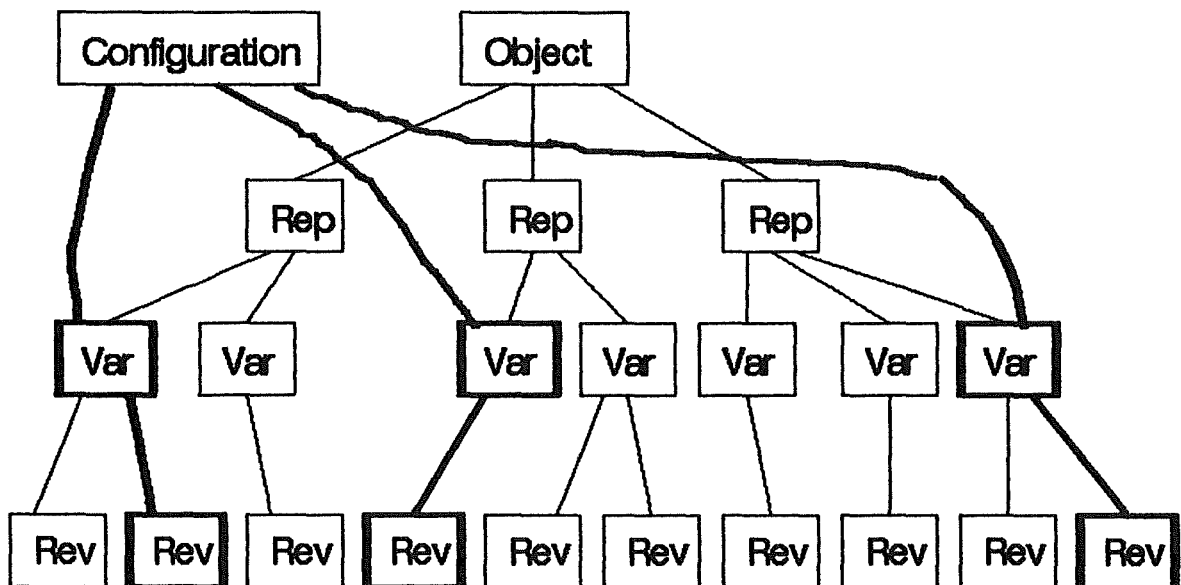 Configuration Object
Rep Rep Rep
Var Var Var Var Var Var Var
Rev Rev Rev Rev Rev Rev Rev Rev Rev Rev